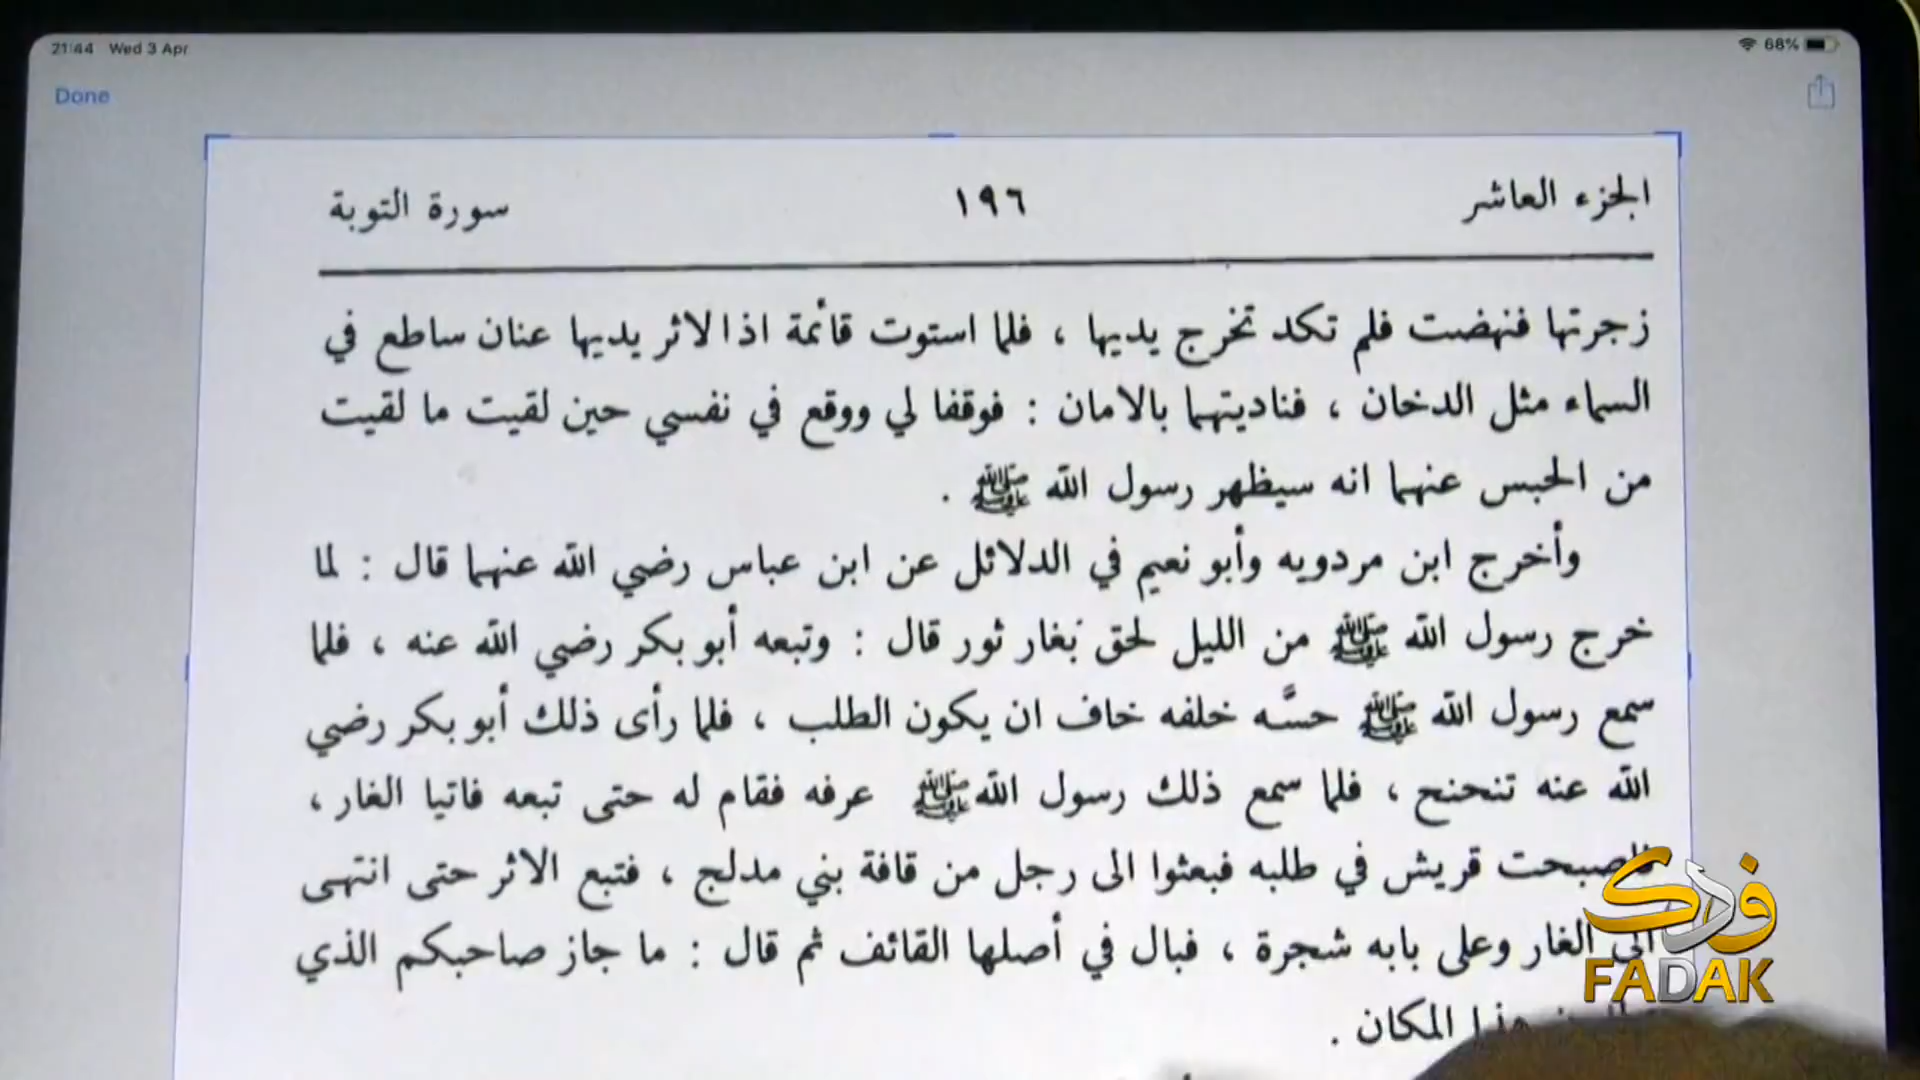 21:44 Wed 3 Apr
68%
Done
الجزء العاشر
١٩٦
سورة التوبة
زجرتها فنهضت فلم تكد تخرج يديها ، فلما استوت قائمة اذا لاثر يديها عنان ساطع في
السماء مثل الدخان ، فناديتهما بالامان : فوقفا لي ووقع في نفسي حين لقيت ما لقيت
من الحبس عنهما انه سيظهر رسول الله ﷺ .
وأخرج ابن مردويه وأبو نعيم في الدلائل عن ابن عباس رضي الله عنهما قال : لما
خرج رسول الله ﷺ من الليل لحق بغار ثور قال : وتبعه أبو بكر رضي الله عنه ، فلما
سمع رسول الله ﷺ حسَّه خلفه خاف ان يكون الطلب ، فلما رأى ذلك أبو بكر رضي
الله عنه تنحنح ، فلما سمع ذلك رسول الله ﷺ عرفه فقام له حتى تبعه فاتيا الغار ،
قريش في طلبه فبعثوا الى رجل من قافة بني مدلج ، فتبع الاثر حتى انتهى
الى الغار وعلى بابه شجرة ، فبال في أصلها القائف ثم قال : ما جاز صاحبكم الذي
هذا المكان .
فدك
FADAK